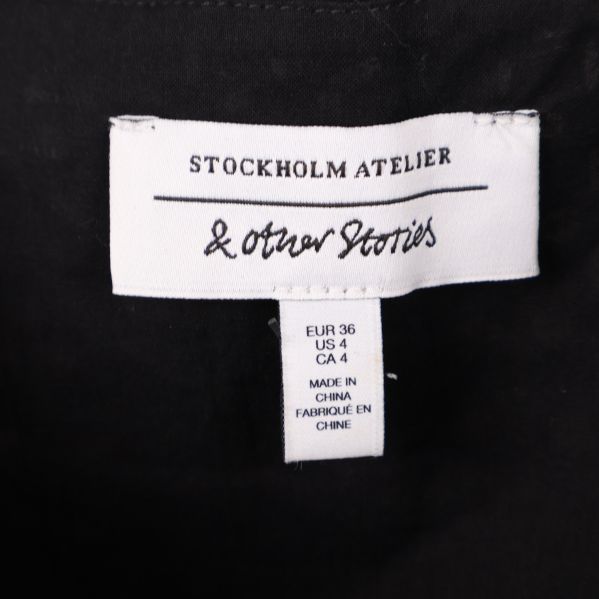 STOCKHOLM ATELIER
& Other Stories
EUR 36
US 4
CA 4
MADE IN
CHINA
FABRIQUÉ EN
CHINE